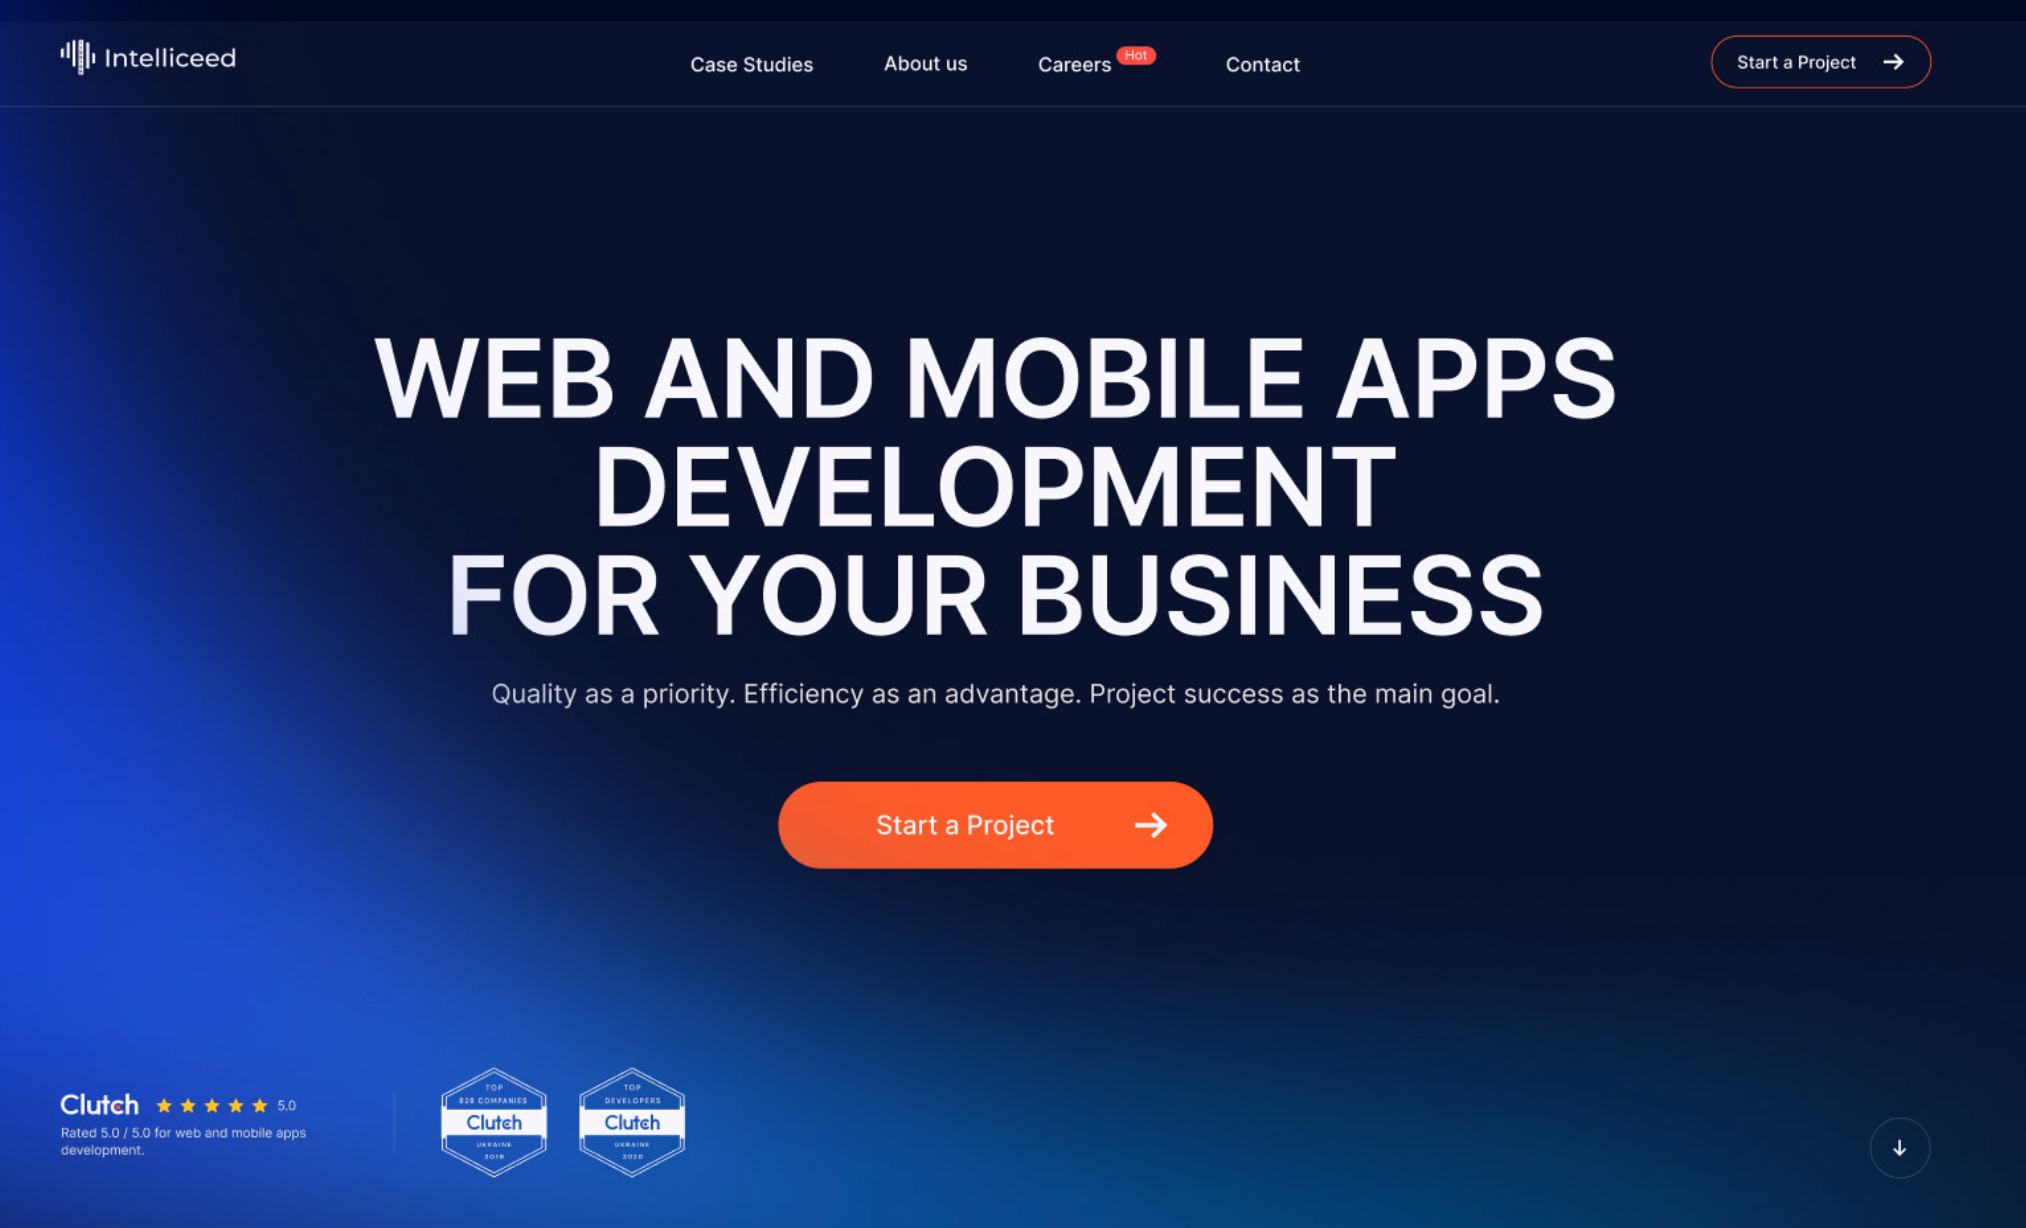 Intelliceed
Case Studies
About us
Careers
Hot
Contact
Start a Project
WEB AND MOBILE APPS
DEVELOPMENT
FOR YOUR BUSINESS
Quality as a priority. Efficiency as an advantage. Project success as the main goal.
Start a Project
Clutch 5.0
Rated 5.0 / 5.0 for web and mobile apps
development.
TOP
B2B COMPANIES
Clutch
UKRAINE
2019
TOP
DEVELOPERS
Clutch
UKRAINE
2020